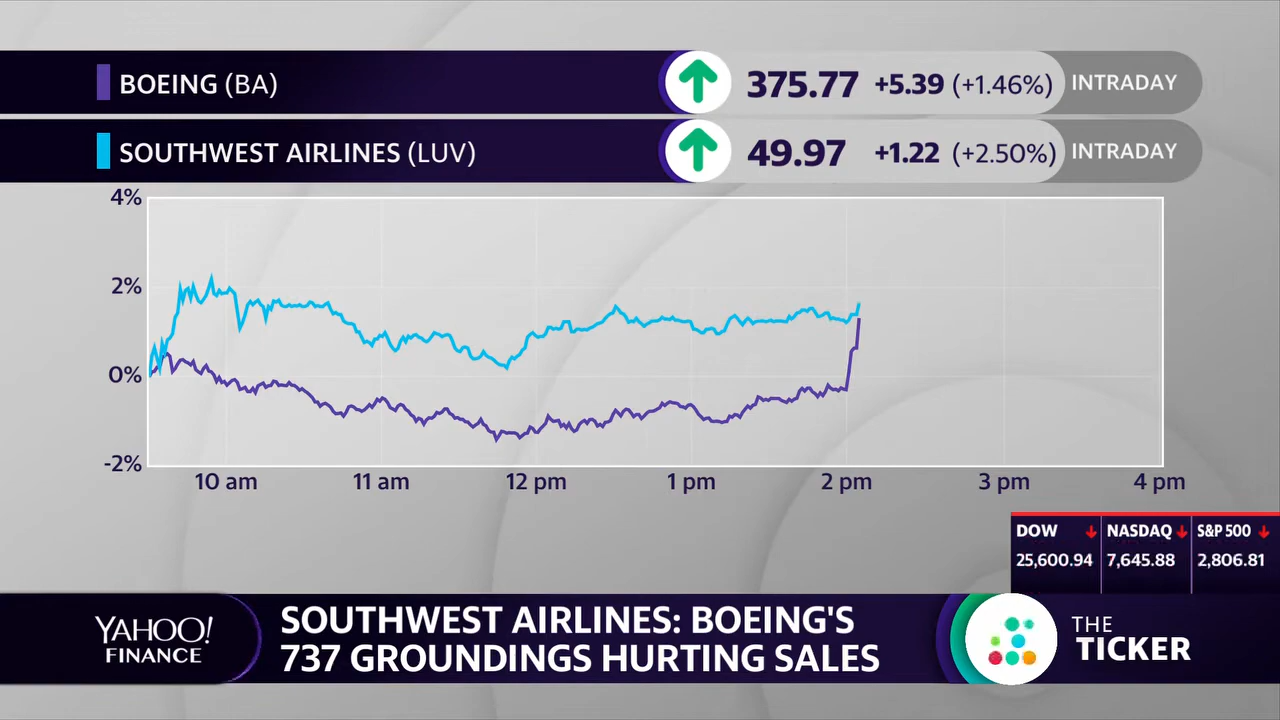 BOEING (BA) 375.77 +5.39 (+1.46%) INTRADAY
SOUTHWEST AIRLINES (LUV) 49.97 +1.22 (+2.50%) INTRADAY
4%
2%
0%
-2%
10 am 11 am 12 pm 1 pm 2 pm 3 pm 4 pm
DOW NASDAQ S&P 500
25,600.94 7,645.88 2,806.81
YAHOO!
FINANCE
SOUTHWEST AIRLINES: BOEING'S
737 GROUNDINGS HURTING SALES
THE
TICKER